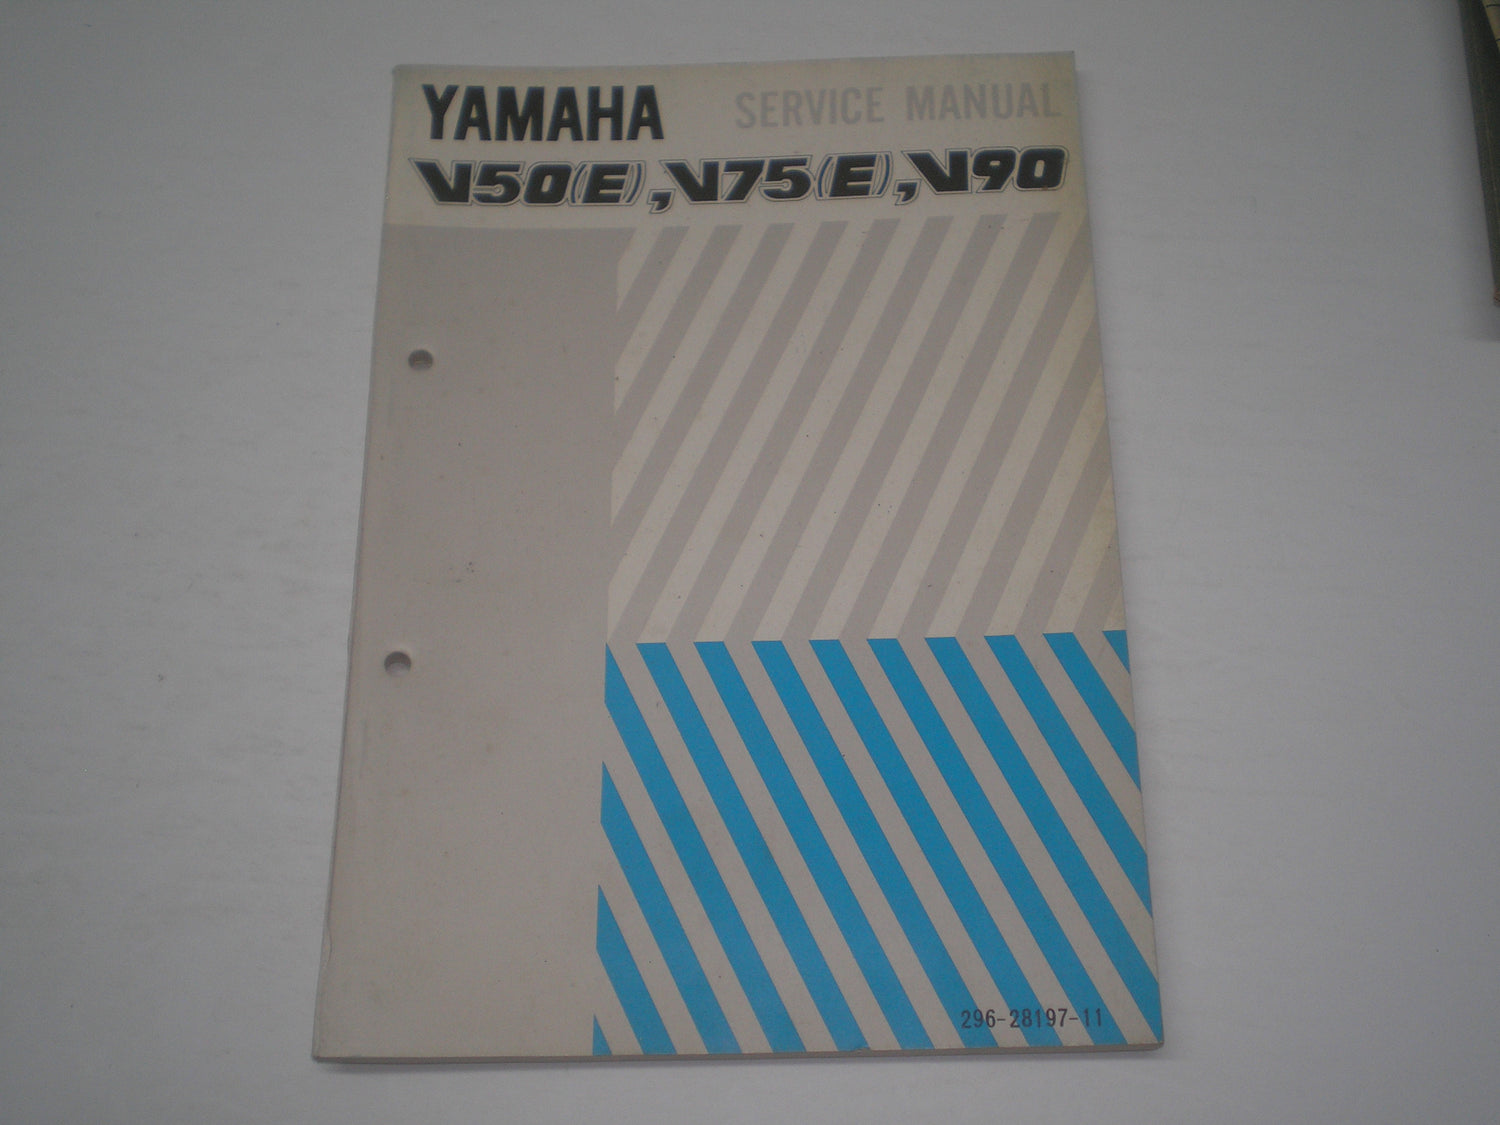 YAMAHA SERVICE MANUAL
V50(E), V75(E), V90
296-28197-11